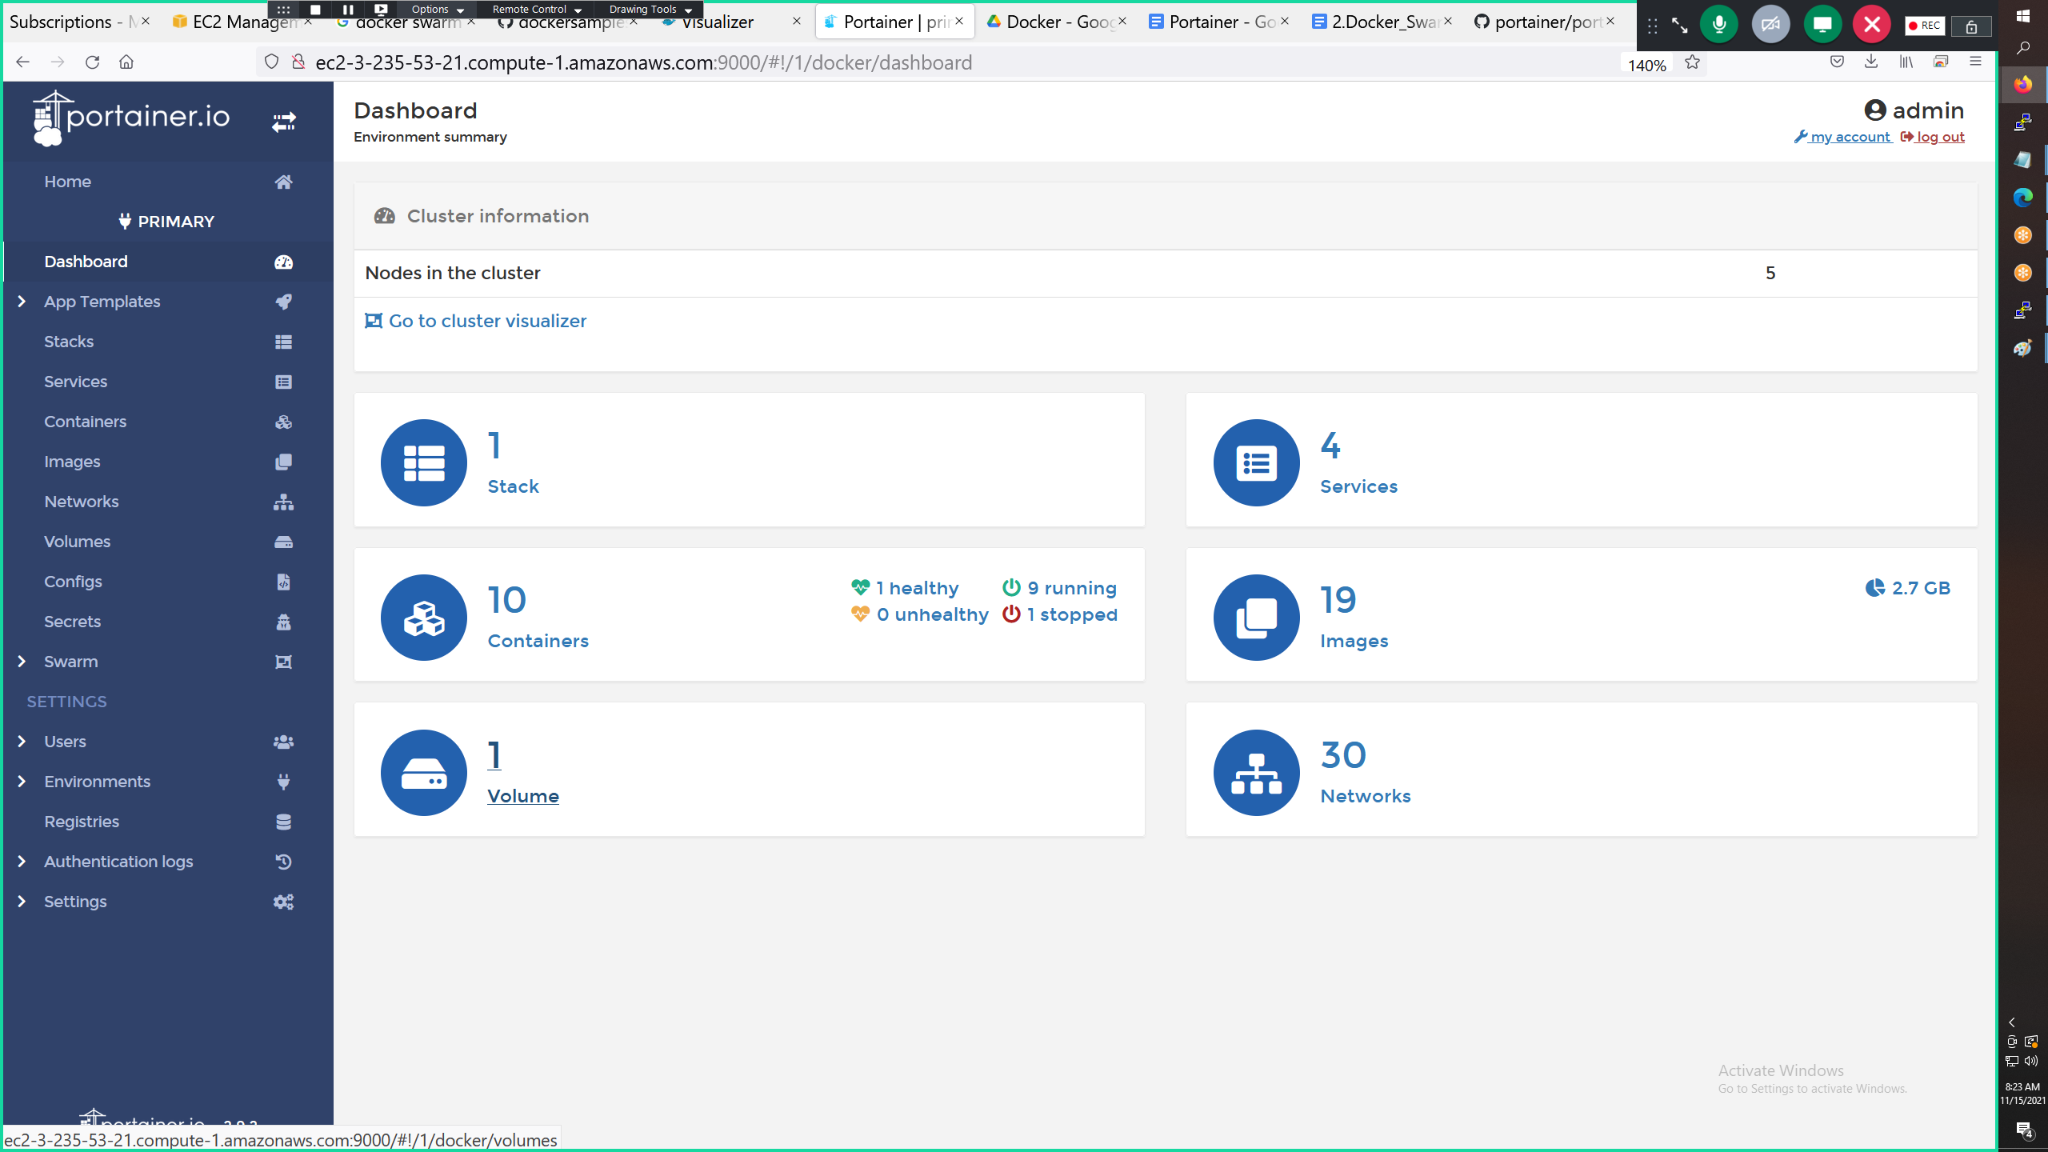 Options
Remote Control
Drawing Tools
Subscriptions - M
EC2 Managem
docker swarm
dockersample
Visualizer
Portainer | pri
Docker - Goog
Portainer - Go
2.Docker_Swar
portainer/port
REC
ec2-3-235-53-21.compute-1.amazonaws.com:9000/#!/1/docker/dashboard
140%
portainer.io
Dashboard
Environment summary
admin
my account
log out
Home
PRIMARY
Dashboard
App Templates
Stacks
Services
Containers
Images
Networks
Volumes
Configs
Secrets
Swarm
SETTINGS
Users
Environments
Registries
Authentication logs
Settings
Cluster information
Nodes in the cluster 5
Go to cluster visualizer
1
Stack
4
Services
10
Containers
1 healthy
9 running
0 unhealthy
1 stopped
19
Images
2.7 GB
1
Volume
30
Networks
Activate Windows
Go to Settings to activate Windows.
portainer.io
ec2-3-235-53-21.compute-1.amazonaws.com:9000/#!/1/docker/volumes
8:23 AM
11/15/2021
4